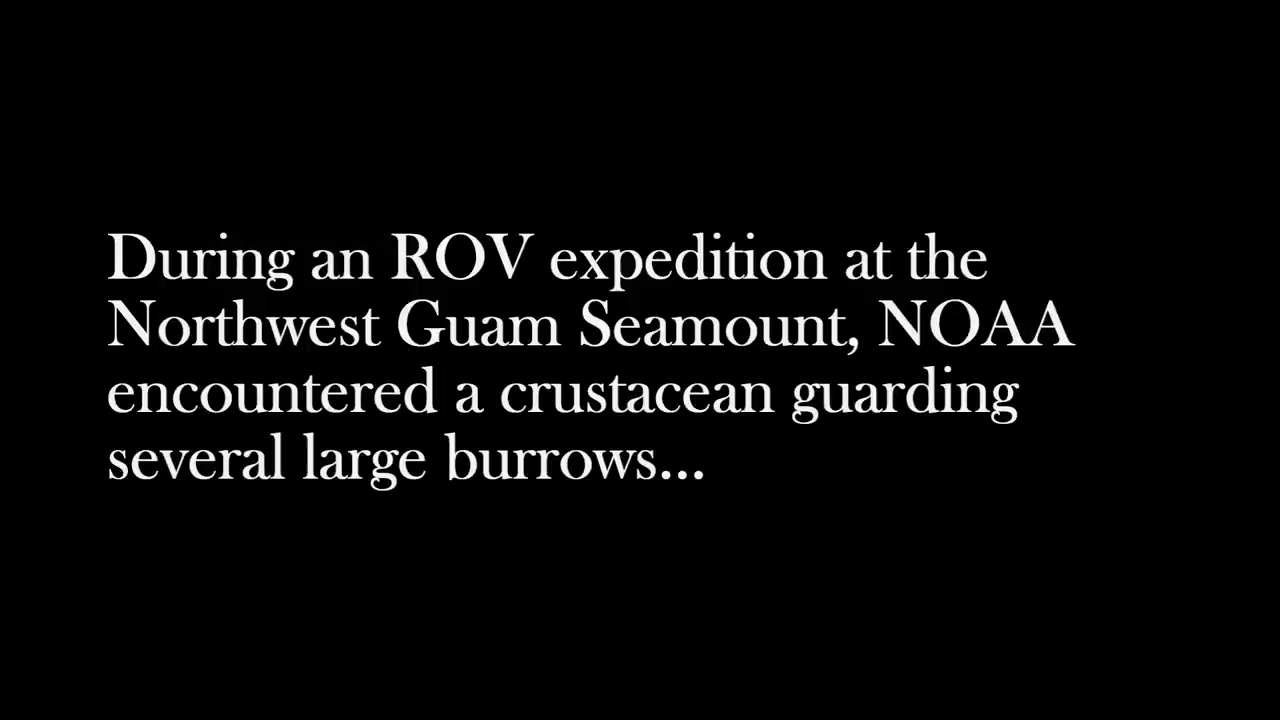 During an ROV expedition at the
Northwest Guam Seamount, NOAA
encountered a crustacean guarding
several large burrows...